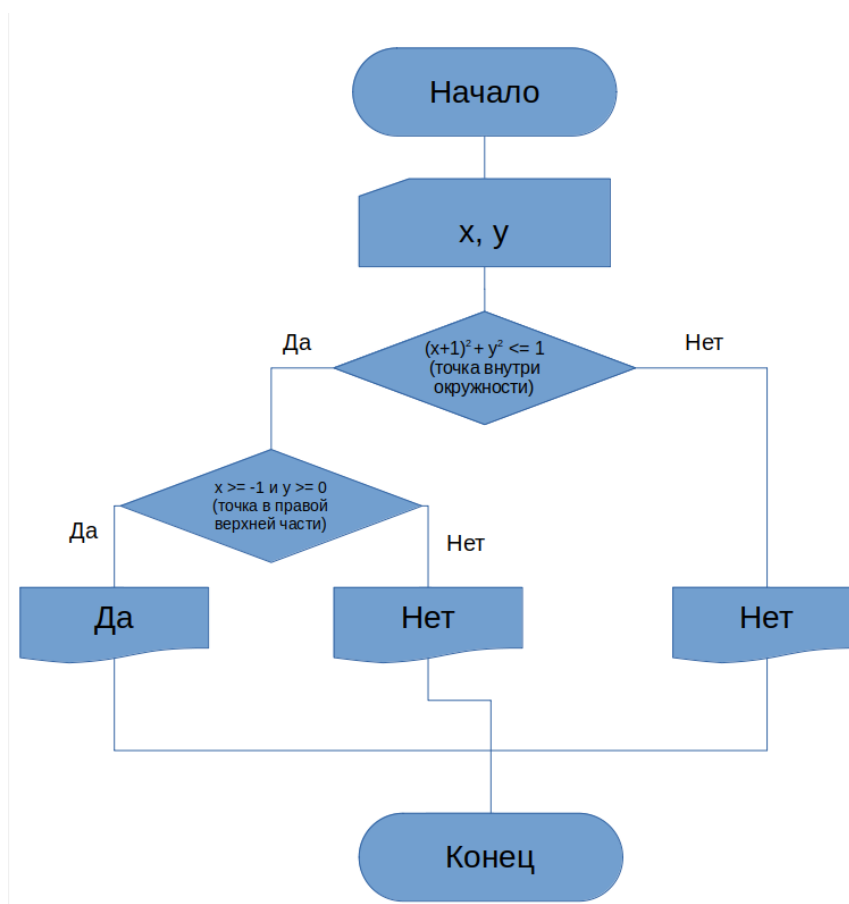 Начало
x, y
Да
(x+1)² + y² <= 1
(точка внутри
окружности)
Нет
x >= -1 и y >= 0
(точка в правой
верхней части)
Да
Нет
Да
Нет
Нет
Конец